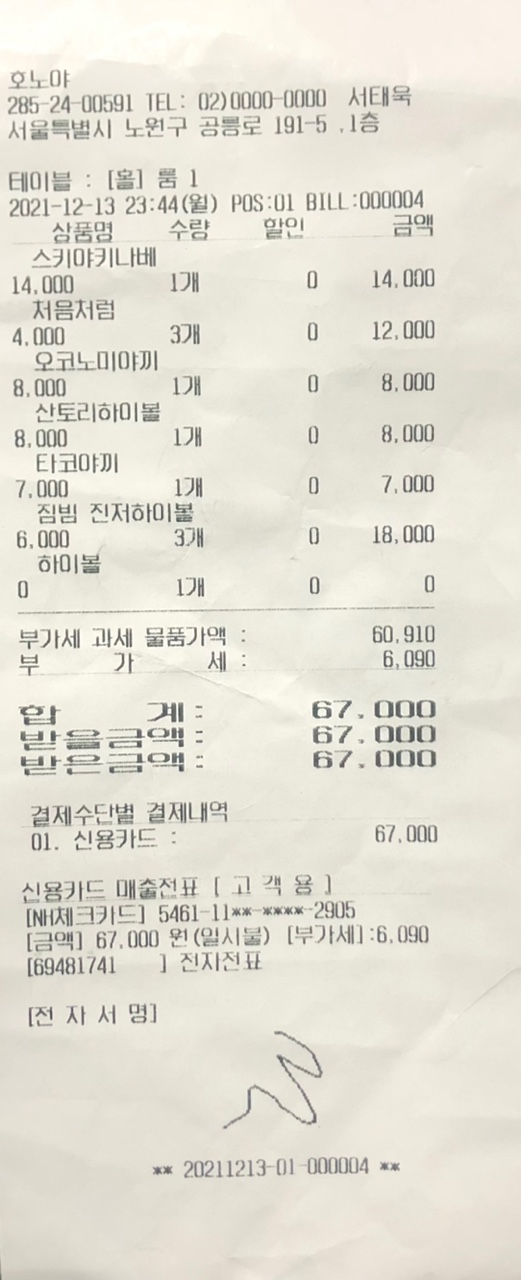 호노야
285-24-00591 TEL: 02)0000-0000 서태욱
서울특별시 노원구 공릉로 191-5 ,1층
테이블 : [홀] 룸 1
2021-12-13 23:44(월) POS:01 BILL:000004
상품명 수량 할인 금액
스키야키나베
14,000 1개 0 14,000
처음처럼
4,000 3개 0 12,000
오코노미야끼
8,000 1개 0 8,000
산토리하이볼
8,000 1개 0 8,000
타코야끼
7,000 1개 0 7,000
짐빔 진저하이볼
6,000 3개 0 18,000
하이볼
0 1개 0 0
부가세 과세 물품가액 : 60,910
부 가 세 : 6,090
합 계 : 67,000
받을금액 : 67,000
받은금액 : 67,000
결제수단별 결제내역
01. 신용카드 : 67,000
신용카드 매출전표 [ 고 객 용 ]
[NH체크카드] 5461-11**-****-2905
[금액] 67,000 원(일시불) [부가세]:6,090
[69481741 ] 전자전표
[전 자 서 명]
** 20211213-01-000004 **